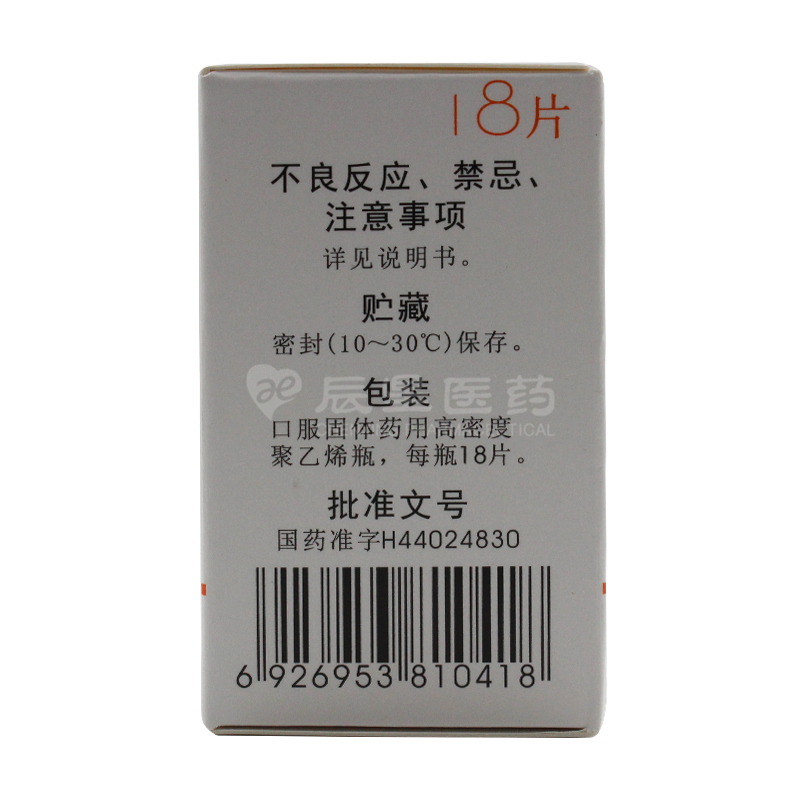 18片
不良反应、禁忌、
注意事项
详见说明书。
贮藏
密封(10～30℃)保存。
包装
口服固体药用高密度
聚乙烯瓶，每瓶18片。
批准文号
国药准字H44024830
6 926953 810418